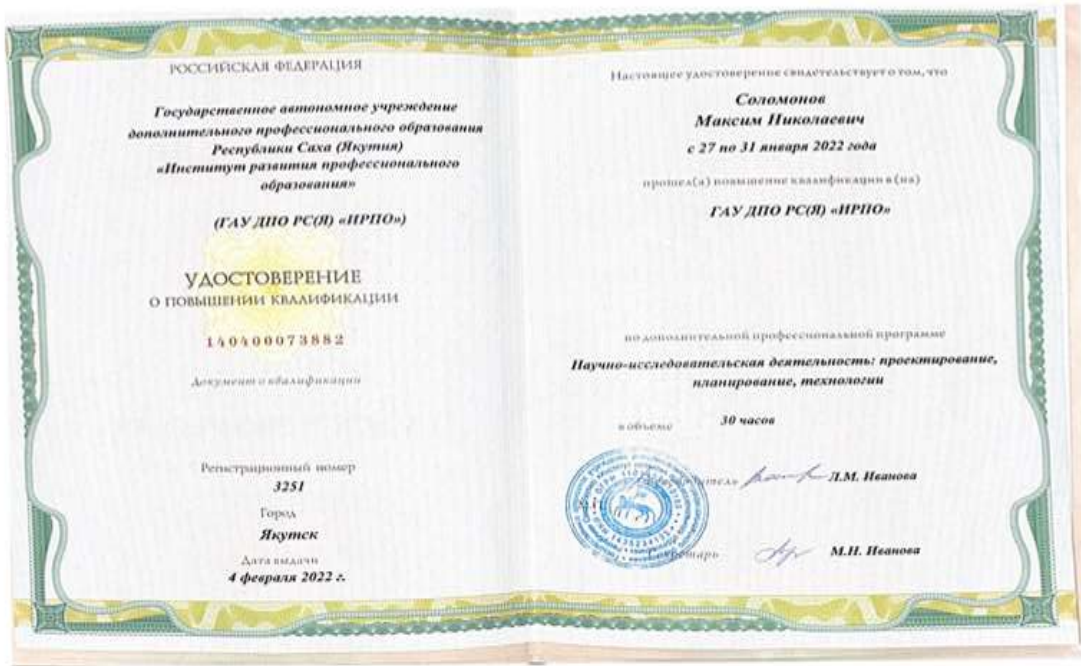 РОССИЙСКАЯ ФЕДЕРАЦИЯ
Государственное автономное учреждение
дополнительного профессионального образования
Республики Саха (Якутия)
«Институт развития профессионального
образования»
(ГАУ ДПО РС(Я) «ИРПО»)
УДОСТОВЕРЕНИЕ
О ПОВЫШЕНИИ КВАЛИФИКАЦИИ
140400073882
Документ о квалификации
Регистрационный номер
3251
Город
Якутск
Дата выдачи
4 февраля 2022 г.
Настоящее удостоверение свидетельствует о том, что
Соломонов
Максим Николаевич
с 27 по 31 января 2022 года
прошел(а) повышение квалификации в (на)
ГАУ ДПО РС(Я) «ИРПО»
по дополнительной профессиональной программе
Научно-исследовательская деятельность: проектирование,
планирование, технологии
в объеме 30 часов
Руководитель Л.М. Иванова
Секретарь М.Н. Иванова